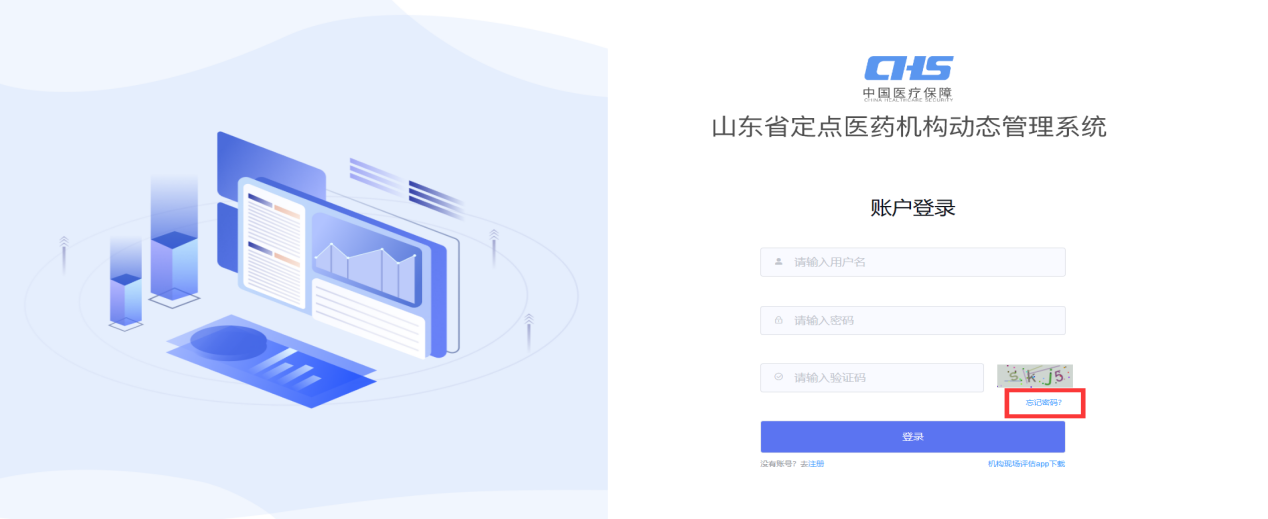 CHS
中国医疗保障
CHINA HEALTHCARE SECURITY
山东省定点医药机构动态管理系统
账户登录
请输入用户名
请输入密码
请输入验证码
s k j 5
忘记密码?
登录
没有账号? 去注册
机构现场评估app下载